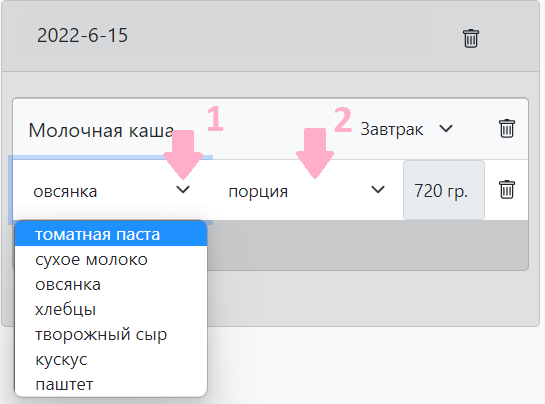 2022-6-15
1
2
Молочная каша
Завтрак
овсянка
порция
720 гр.
томатная паста
сухое молоко
овсянка
хлебцы
творожный сыр
кускус
паштет